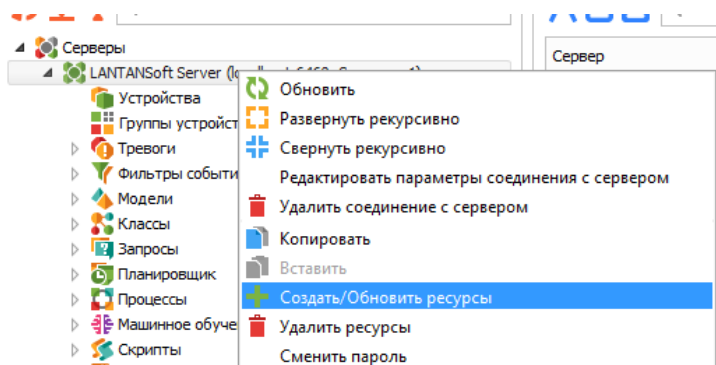 Серверы
LANTANSoft Server
Сервер
Устройства
Группы устройст
Тревоги
Фильтры событи
Модели
Классы
Запросы
Планировщик
Процессы
Машинное обуче
Скрипты
Обновить
Развернуть рекурсивно
Свернуть рекурсивно
Редактировать параметры соединения с сервером
Удалить соединение с сервером
Копировать
Вставить
Создать/Обновить ресурсы
Удалить ресурсы
Сменить пароль